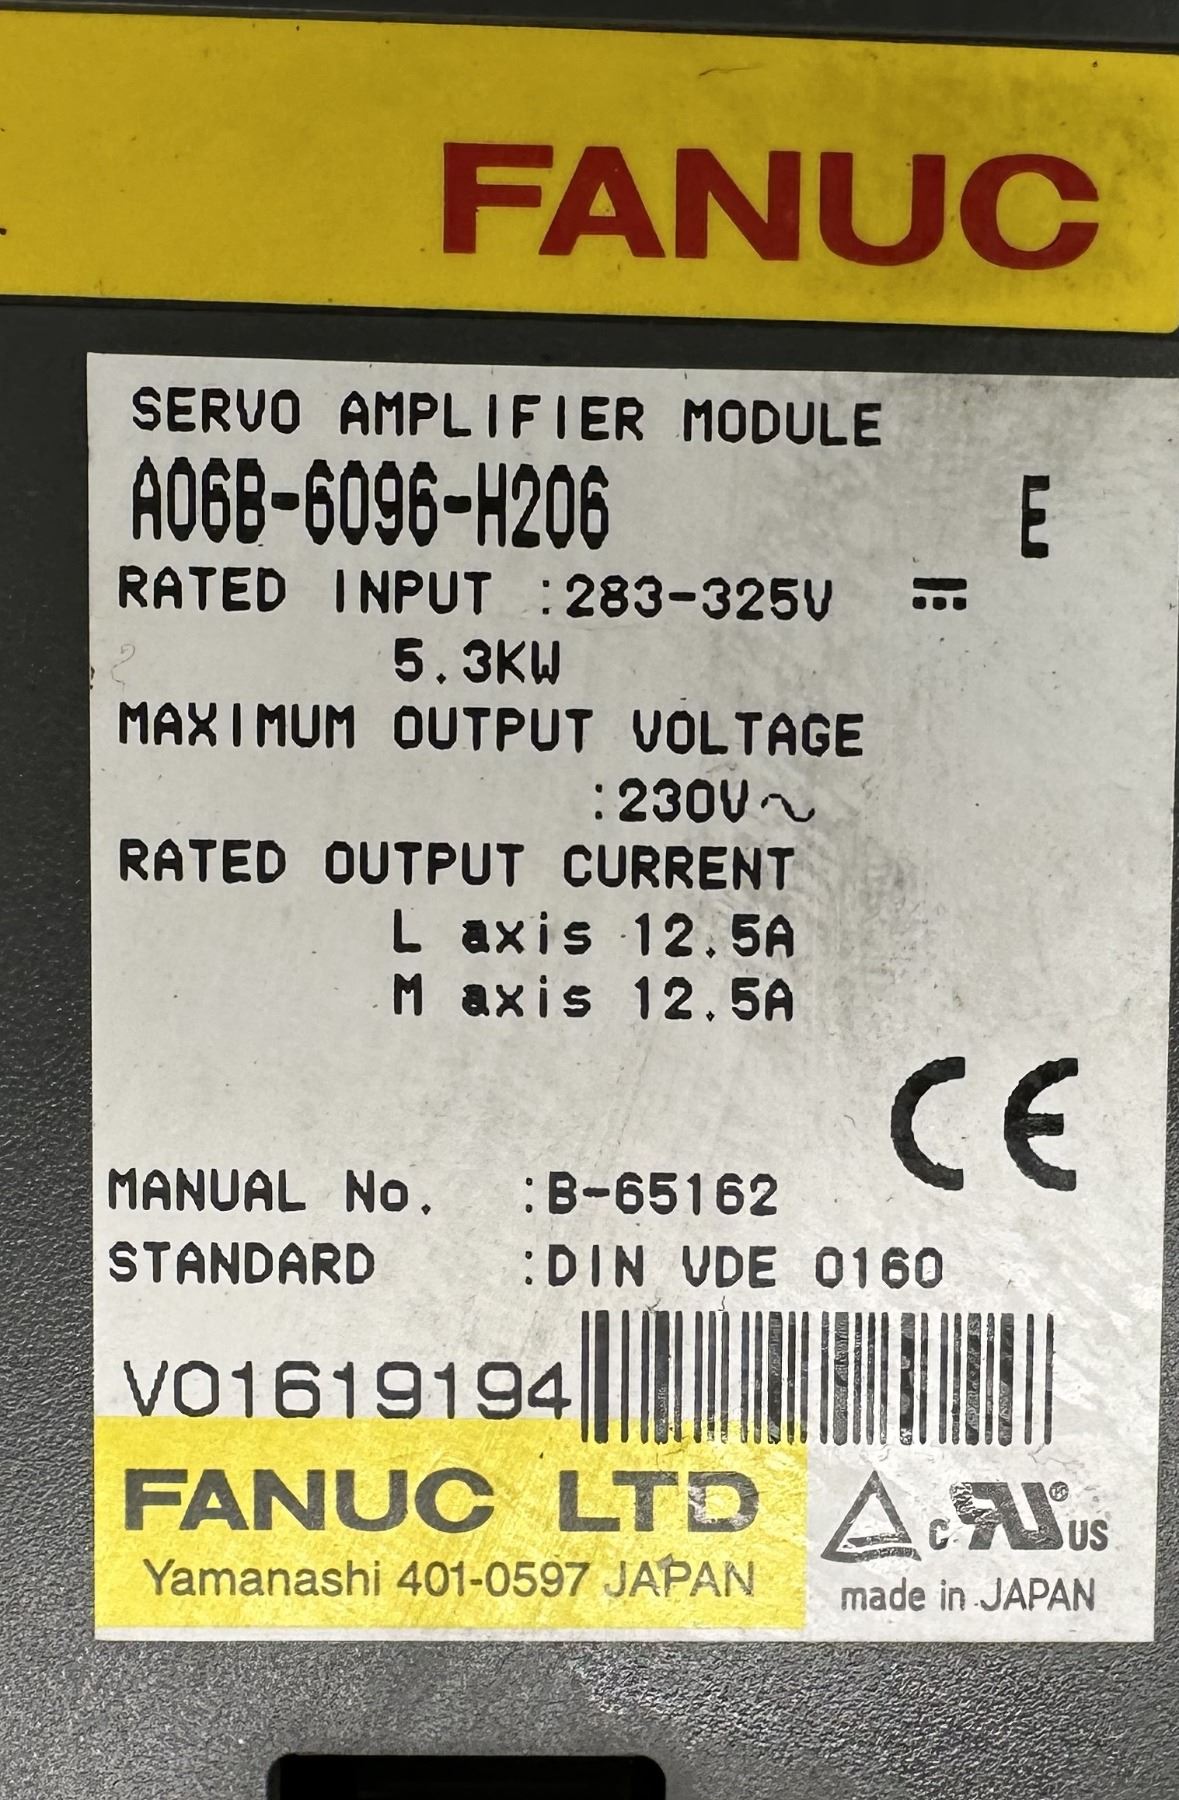 FANUC
SERVO AMPLIFIER MODULE
A06B-6096-H206 E
RATED INPUT :283-325V ⎓
5.3KW
MAXIMUM OUTPUT VOLTAGE
:230V~
RATED OUTPUT CURRENT
L axis 12.5A
M axis 12.5A
CE
MANUAL No. :B-65162
STANDARD :DIN VDE 0160
V01619194
FANUC LTD
Yamanashi 401-0597 JAPAN
c RU® US
made in JAPAN